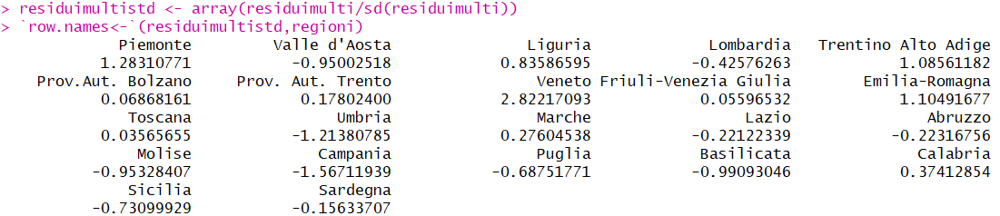 > residuimultistd <- array(residuimulti/sd(residuimulti))
> `row.names<-`(residuimultistd,regioni)
Piemonte Valle d'Aosta Liguria Lombardia Trentino Alto Adige
1.28310771 -0.95002518 0.83586595 -0.42576263 1.08561182
Prov.Aut. Bolzano Prov. Aut. Trento Veneto Friuli-Venezia Giulia Emilia-Romagna
0.06868161 0.17802400 2.82217093 0.05596532 1.10491677
Toscana Umbria Marche Lazio Abruzzo
0.03565655 -1.21380785 0.27604538 -0.22122339 -0.22316756
Molise Campania Puglia Basilicata Calabria
-0.95328407 -1.56711939 -0.68751771 -0.99093046 0.37412854
Sicilia Sardegna
-0.73099929 -0.15633707